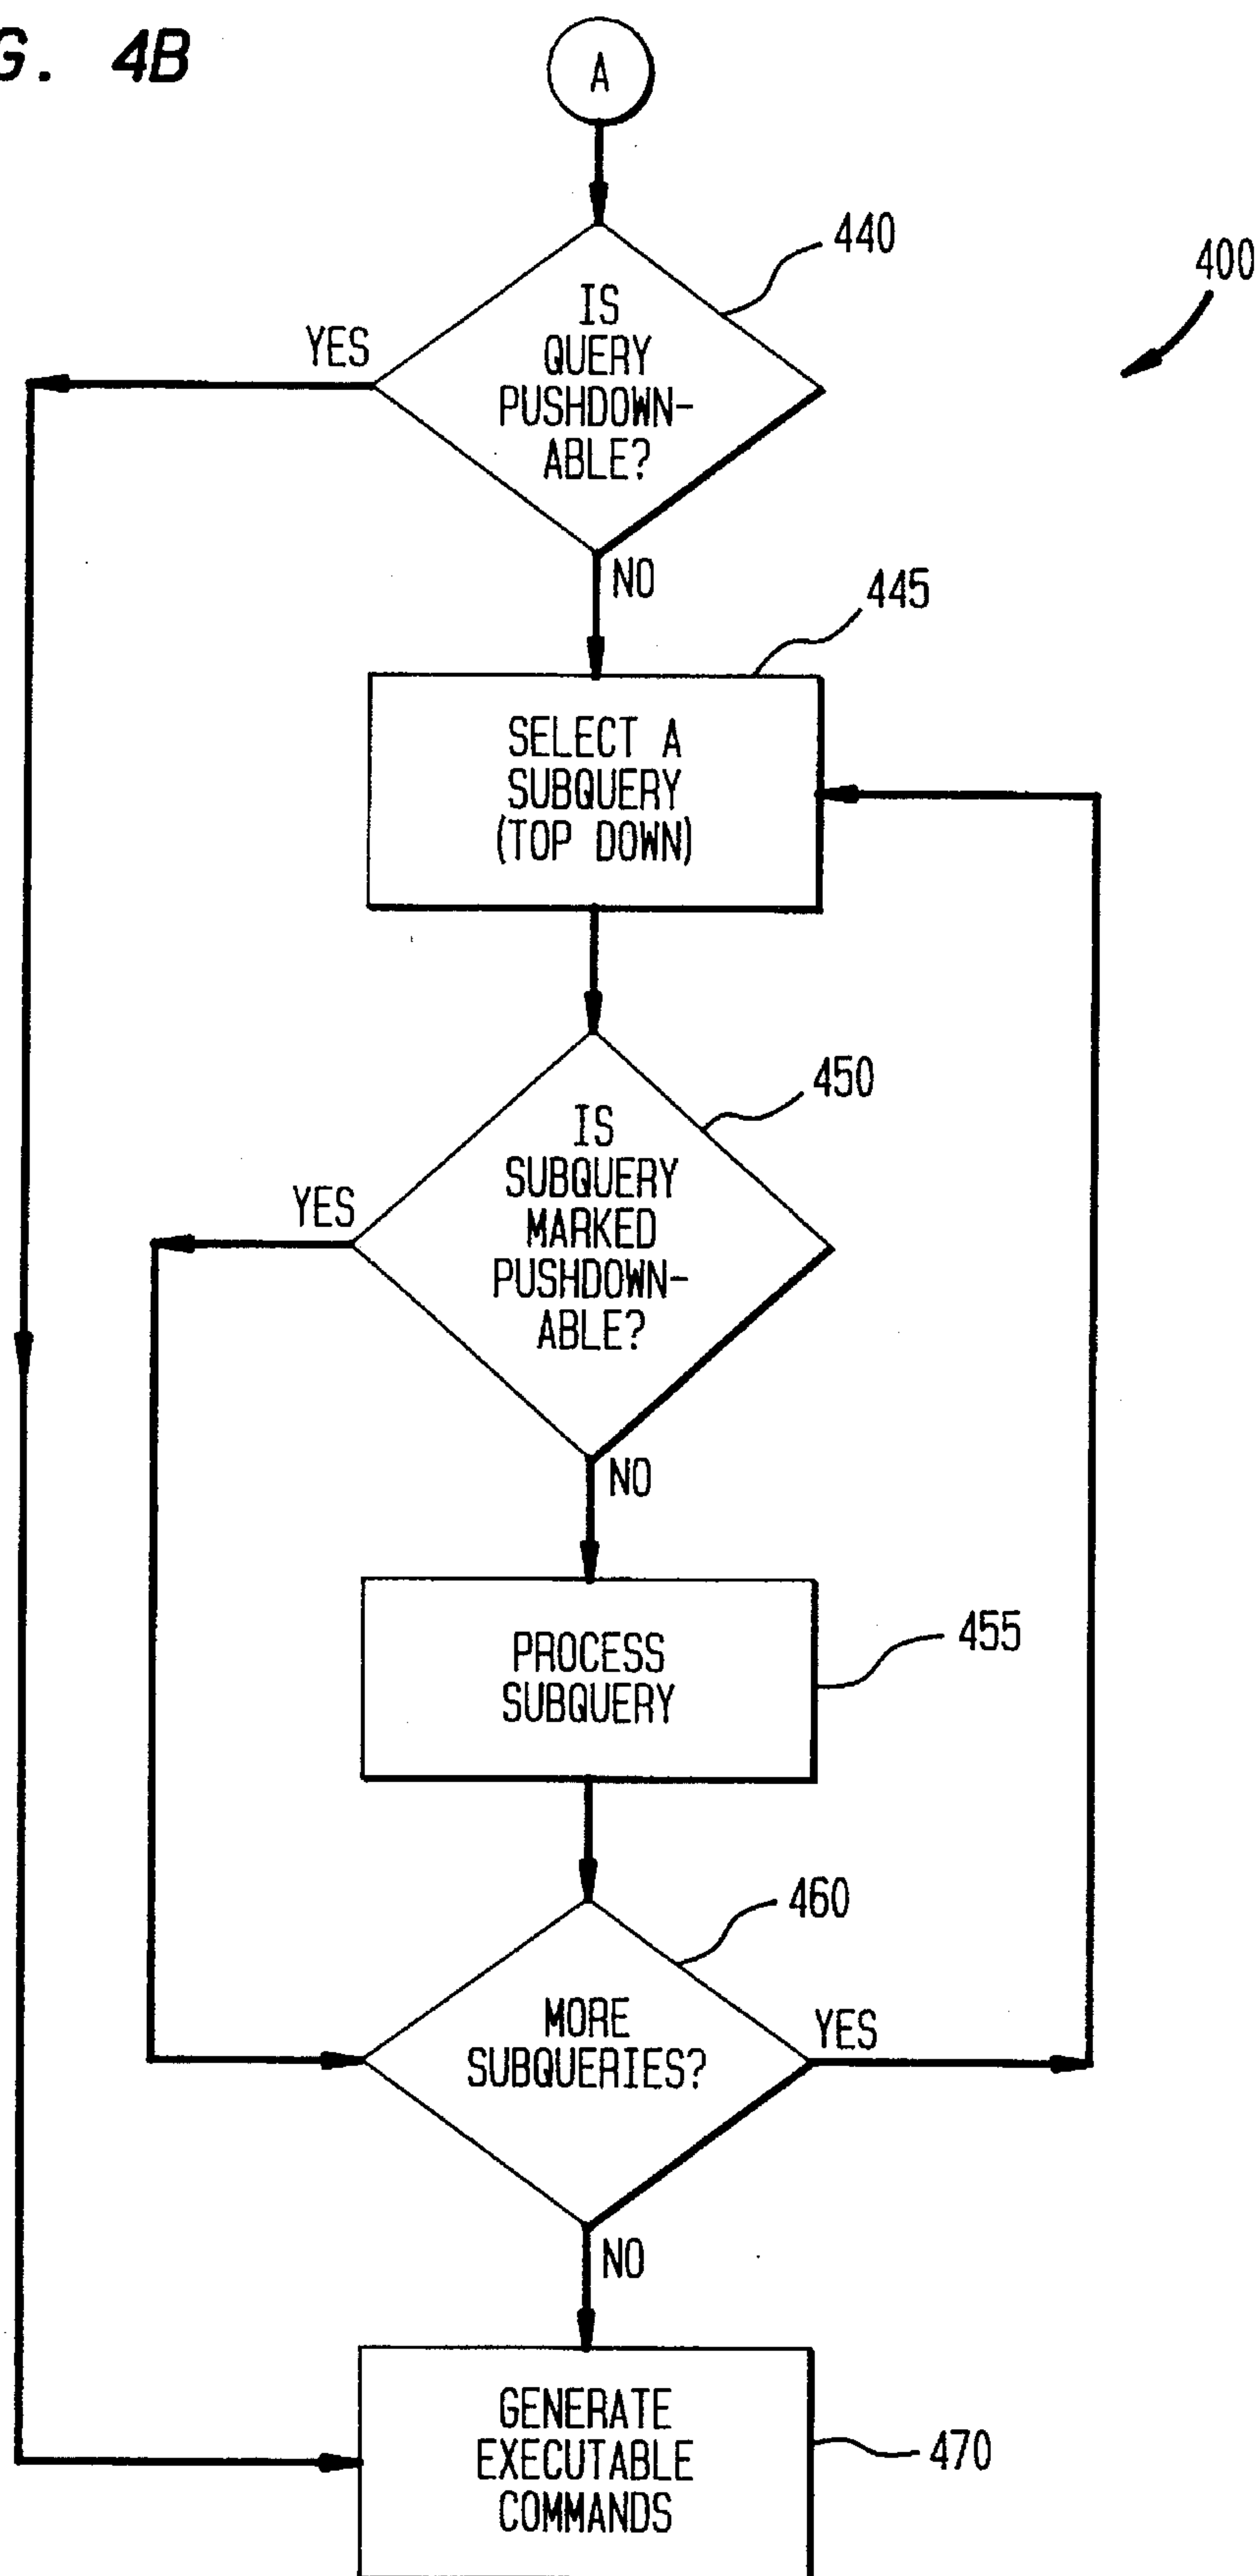 G. 4B
A
440
400
IS
QUERY
PUSHDOWN-
ABLE?
YES
NO
445
SELECT A
SUBQUERY
(TOP DOWN)
450
IS
SUBQUERY
MARKED
PUSHDOWN-
ABLE?
YES
NO
455
PROCESS
SUBQUERY
460
MORE
SUBQUERIES?
YES
NO
GENERATE
EXECUTABLE
COMMANDS
470